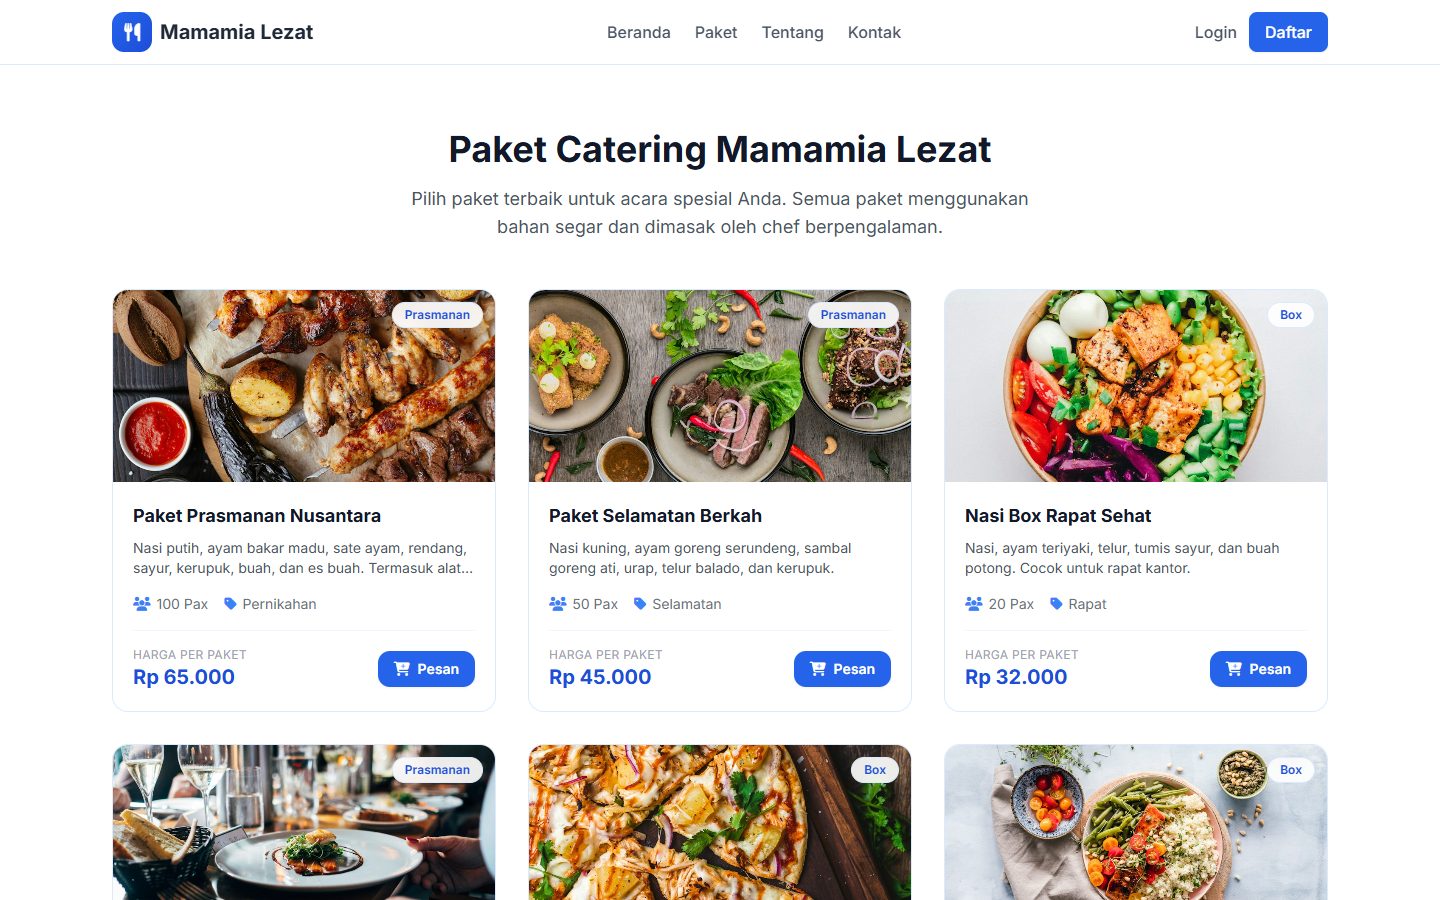 Mamamia Lezat
Beranda
Paket
Tentang
Kontak
Login
Daftar
Paket Catering Mamamia Lezat
Pilih paket terbaik untuk acara spesial Anda. Semua paket menggunakan
bahan segar dan dimasak oleh chef berpengalaman.
Prasmanan
Paket Prasmanan Nusantara
Nasi putih, ayam bakar madu, sate ayam, rendang,
sayur, kerupuk, buah, dan es buah. Termasuk alat...
100 Pax
Pernikahan
HARGA PER PAKET
Rp 65.000
Pesan
Prasmanan
Paket Selamatan Berkah
Nasi kuning, ayam goreng serundeng, sambal
goreng ati, urap, telur balado, dan kerupuk.
50 Pax
Selamatan
HARGA PER PAKET
Rp 45.000
Pesan
Box
Nasi Box Rapat Sehat
Nasi, ayam teriyaki, telur, tumis sayur, dan buah
potong. Cocok untuk rapat kantor.
20 Pax
Rapat
HARGA PER PAKET
Rp 32.000
Pesan
Prasmanan
Box
Box